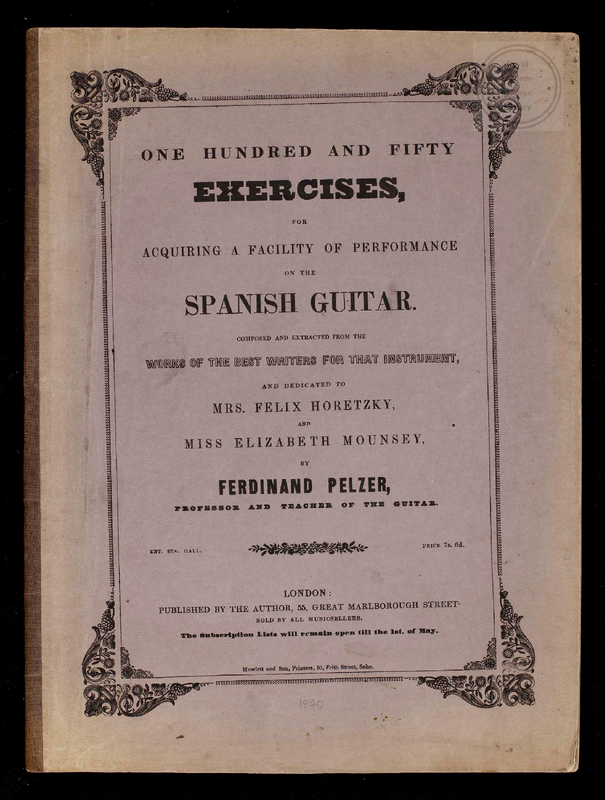 ONE HUNDRED AND FIFTY
EXERCISES,
FOR
ACQUIRING A FACILITY OF PERFORMANCE
ON THE
SPANISH GUITAR.
COMPOSED AND EXTRACTED FROM THE
WORKS OF THE BEST WRITERS FOR THAT INSTRUMENT,
AND DEDICATED TO
MRS. FELIX HORETZKY,
AND
MISS ELIZABETH MOUNSEY,
BY
FERDINAND PELZER,
PROFESSOR AND TEACHER OF THE GUITAR.
ENT. STA. HALL.
PRICE 7s. 6d.
LONDON:
PUBLISHED BY THE AUTHOR, 55, GREAT MARLBOROUGH STREET.
SOLD BY ALL MUSICSELLERS.
The Subscription Lists will remain open till the 1st. of May.
Howlett and Son, Printers, 10, Frith Street, Soho.
1840